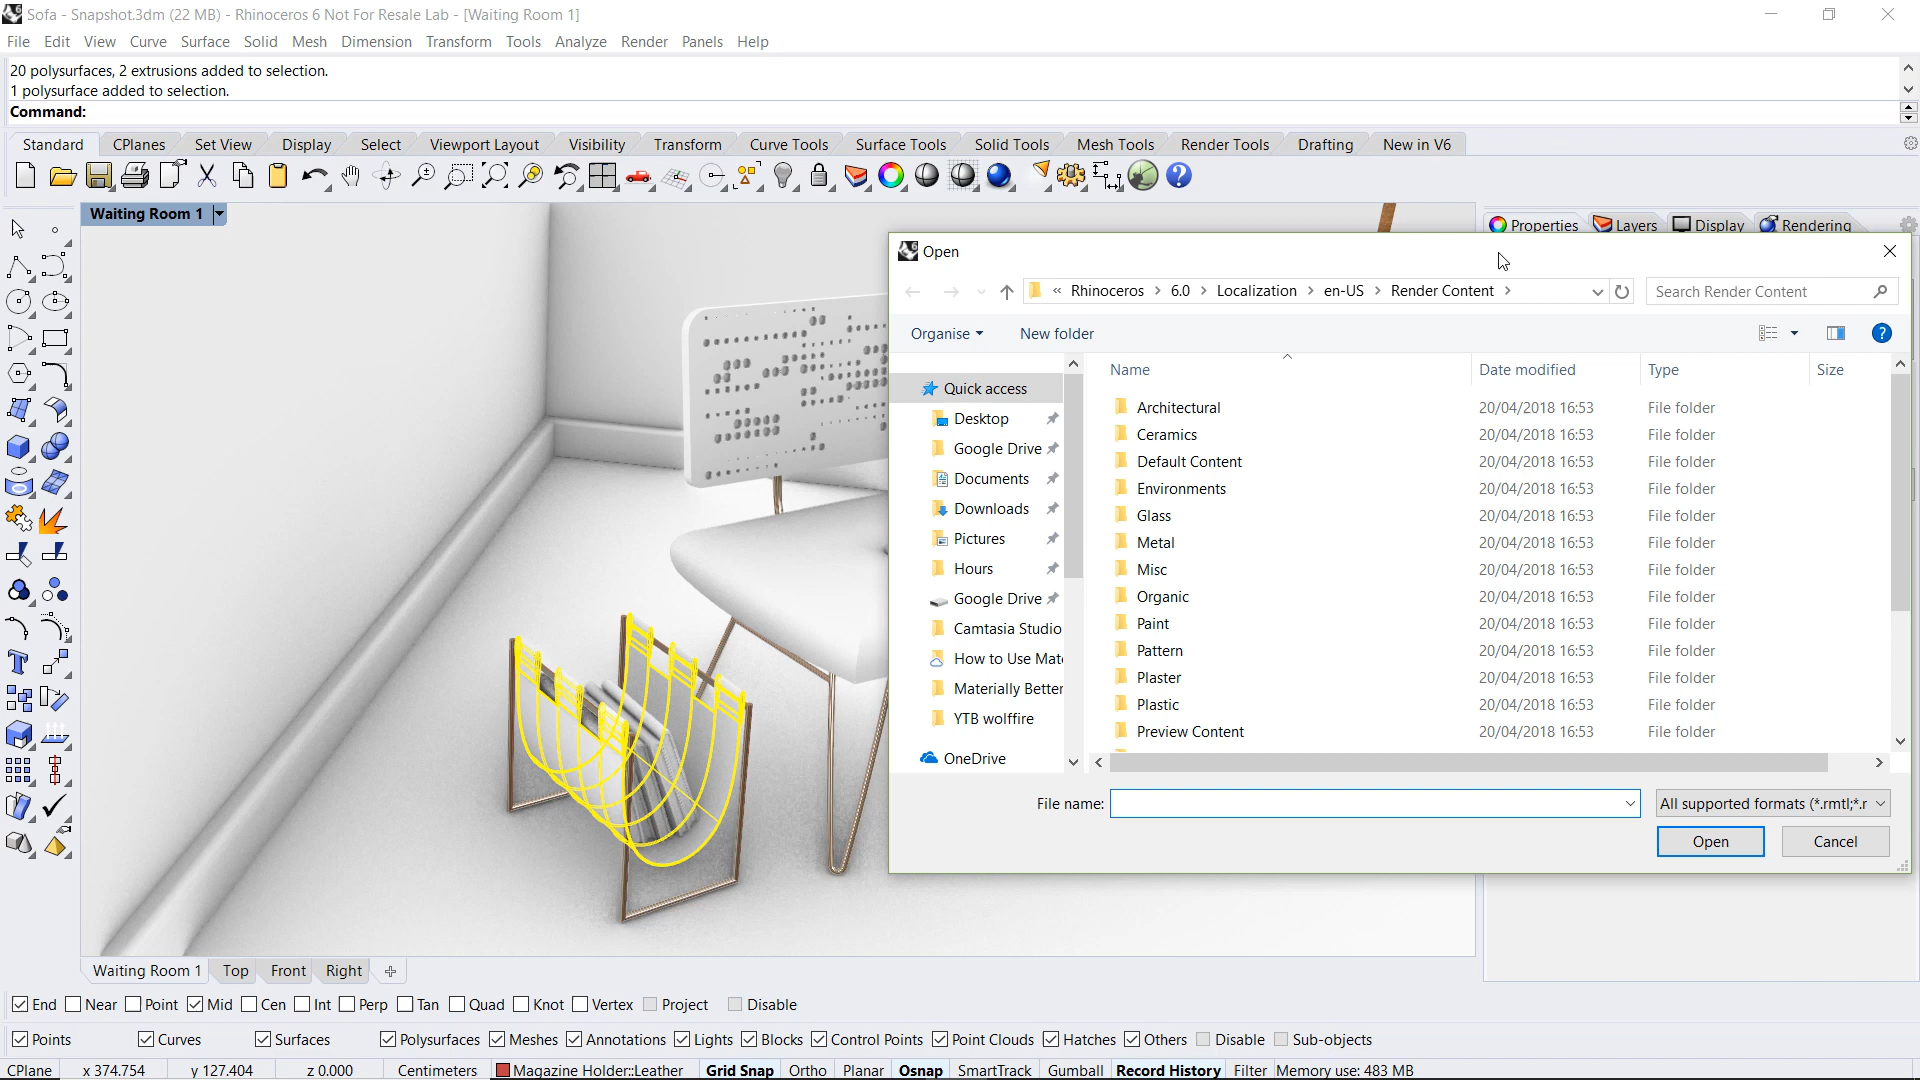 Sofa - Snapshot.3dm (22 MB) - Rhinoceros 6 Not For Resale Lab - [Waiting Room 1]
File Edit View Curve Surface Solid Mesh Dimension Transform Tools Analyze Render Panels Help
20 polysurfaces, 2 extrusions added to selection.
1 polysurface added to selection.
Command:
Standard CPlanes Set View Display Select Viewport Layout Visibility Transform Curve Tools Surface Tools Solid Tools Mesh Tools Render Tools Drafting New in V6
Waiting Room 1
Properties Layers Display Rendering
Open
« Rhinoceros > 6.0 > Localization > en-US > Render Content >
Search Render Content
Organise New folder
Name Date modified Type Size
Quick access
Desktop
Google Drive
Documents
Downloads
Pictures
Hours
Google Drive
Camtasia Studio
How to Use Mat
Materially Better
YTB wolffire
OneDrive
Architectural 20/04/2018 16:53 File folder
Ceramics 20/04/2018 16:53 File folder
Default Content 20/04/2018 16:53 File folder
Environments 20/04/2018 16:53 File folder
Glass 20/04/2018 16:53 File folder
Metal 20/04/2018 16:53 File folder
Misc 20/04/2018 16:53 File folder
Organic 20/04/2018 16:53 File folder
Paint 20/04/2018 16:53 File folder
Pattern 20/04/2018 16:53 File folder
Plaster 20/04/2018 16:53 File folder
Plastic 20/04/2018 16:53 File folder
Preview Content 20/04/2018 16:53 File folder
File name:
All supported formats (*.rmtl;*.r
Open Cancel
Waiting Room 1 Top Front Right
End Near Point Mid Cen Int Perp Tan Quad Knot Vertex Project Disable
Points Curves Surfaces Polysurfaces Meshes Annotations Lights Blocks Control Points Point Clouds Hatches Others Disable Sub-objects
CPlane x 374.754 y 127.404 z 0.000 Centimeters Magazine Holder::Leather Grid Snap Ortho Planar Osnap SmartTrack Gumball Record History Filter Memory use: 483 MB